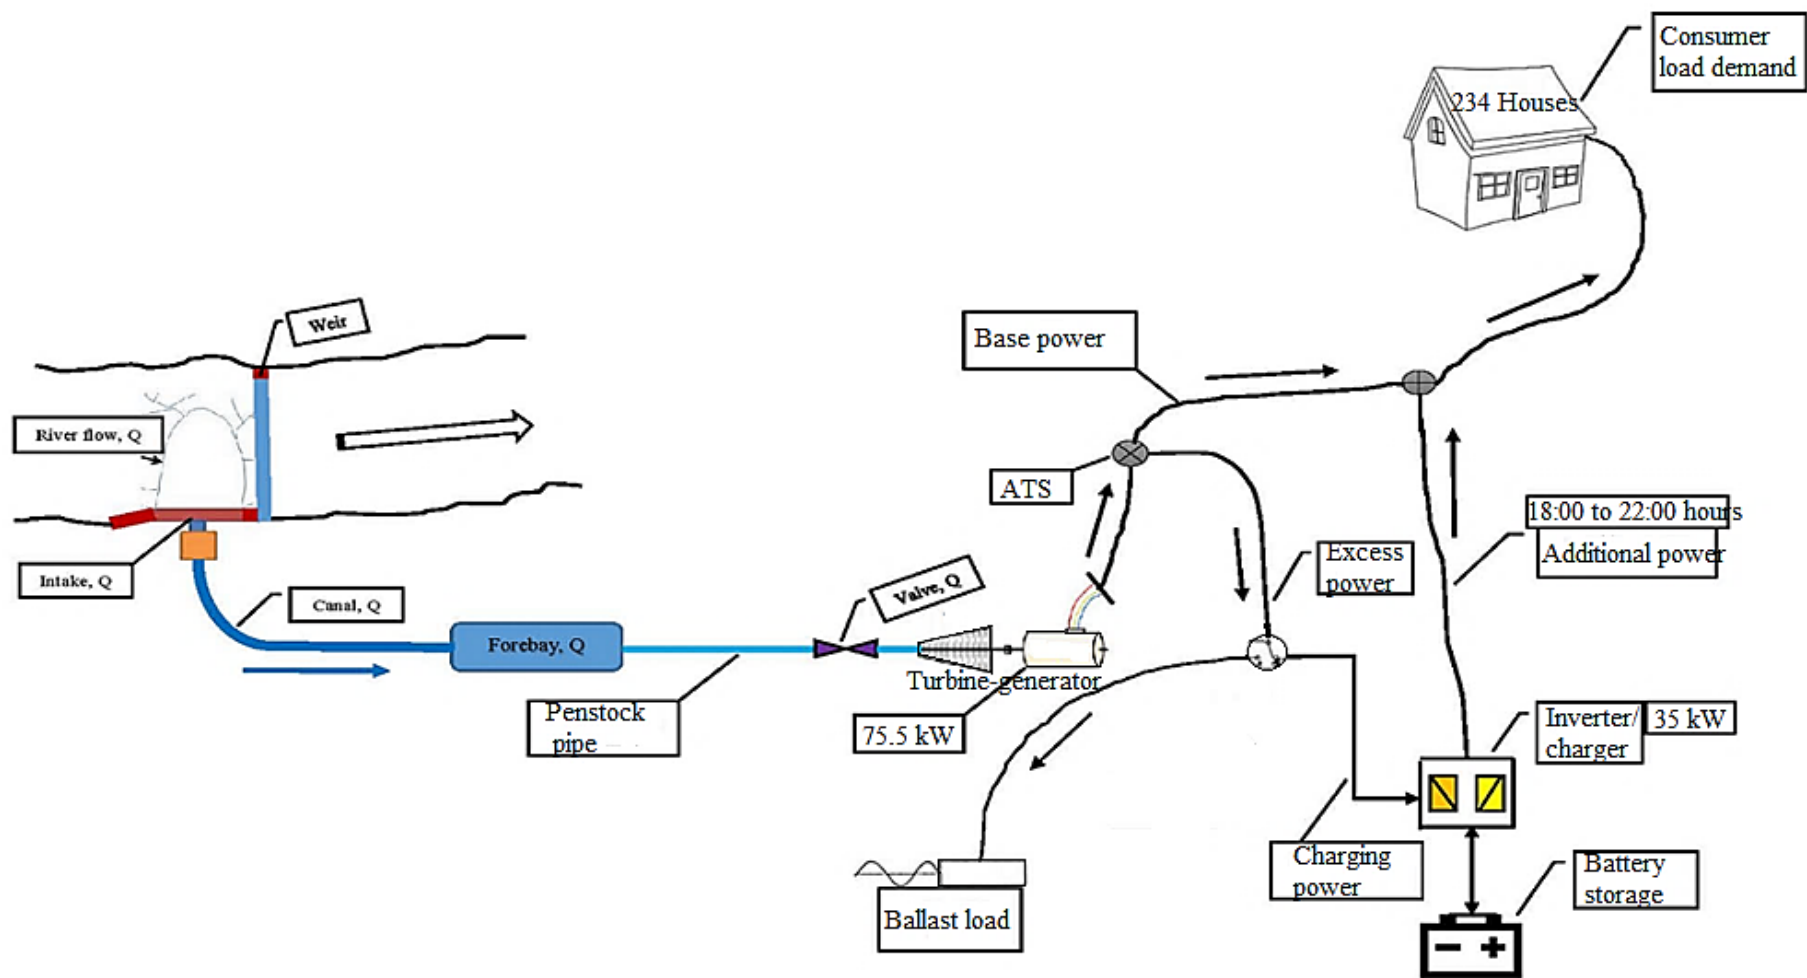 Consumer
load demand
234 Houses
Weir
Base power
River flow, Q
ATS
18:00 to 22:00 hours
Additional power
Excess
power
Intake, Q
Canal, Q
Valve, Q
Forebay, Q
Turbine-generator
Penstock
pipe
75.5 kW
Inverter/
charger
35 kW
Charging
power
Battery
storage
Ballast load